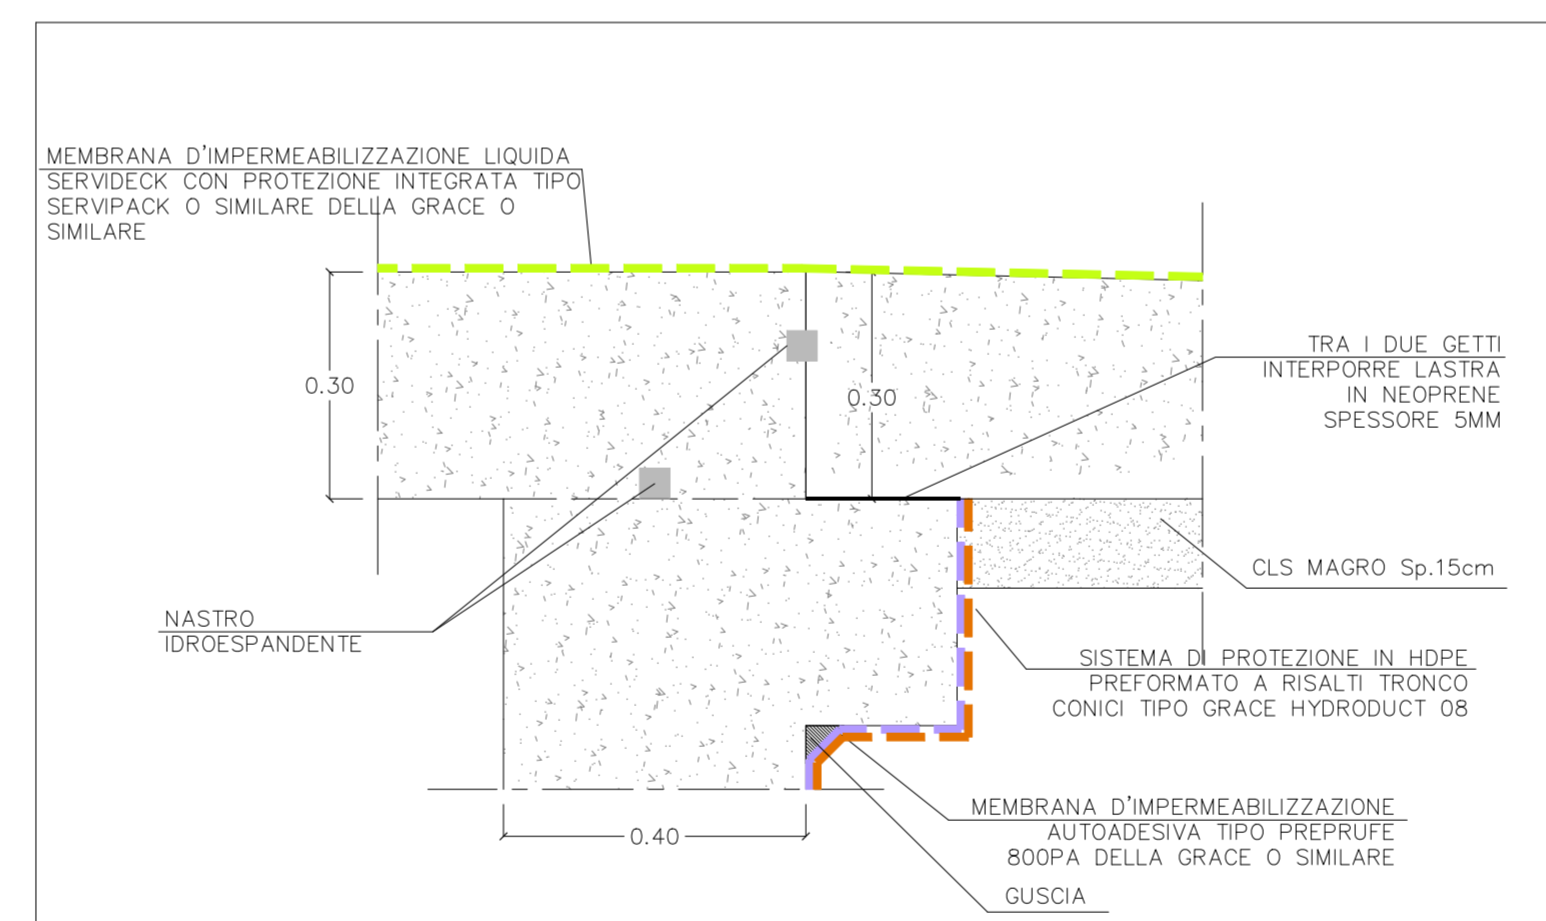 MEMBRANA D'IMPERMEABILIZZAZIONE LIQUIDA
SERVIDECK CON PROTEZIONE INTEGRATA TIPO
SERVIPACK O SIMILARE DELLA GRACE O
SIMILARE
TRA I DUE GETTI
INTERPORRE LASTRA
IN NEOPRENE
SPESSORE 5MM
0.30
0.30
CLS MAGRO Sp.15cm
NASTRO
IDROESPANDENTE
SISTEMA DI PROTEZIONE IN HDPE
PREFORMATO A RISALTI TRONCO
CONICI TIPO GRACE HYDRODUCT 08
MEMBRANA D'IMPERMEABILIZZAZIONE
AUTOADESIVA TIPO PREPRUFE
800PA DELLA GRACE O SIMILARE
0.40
GUSCIA